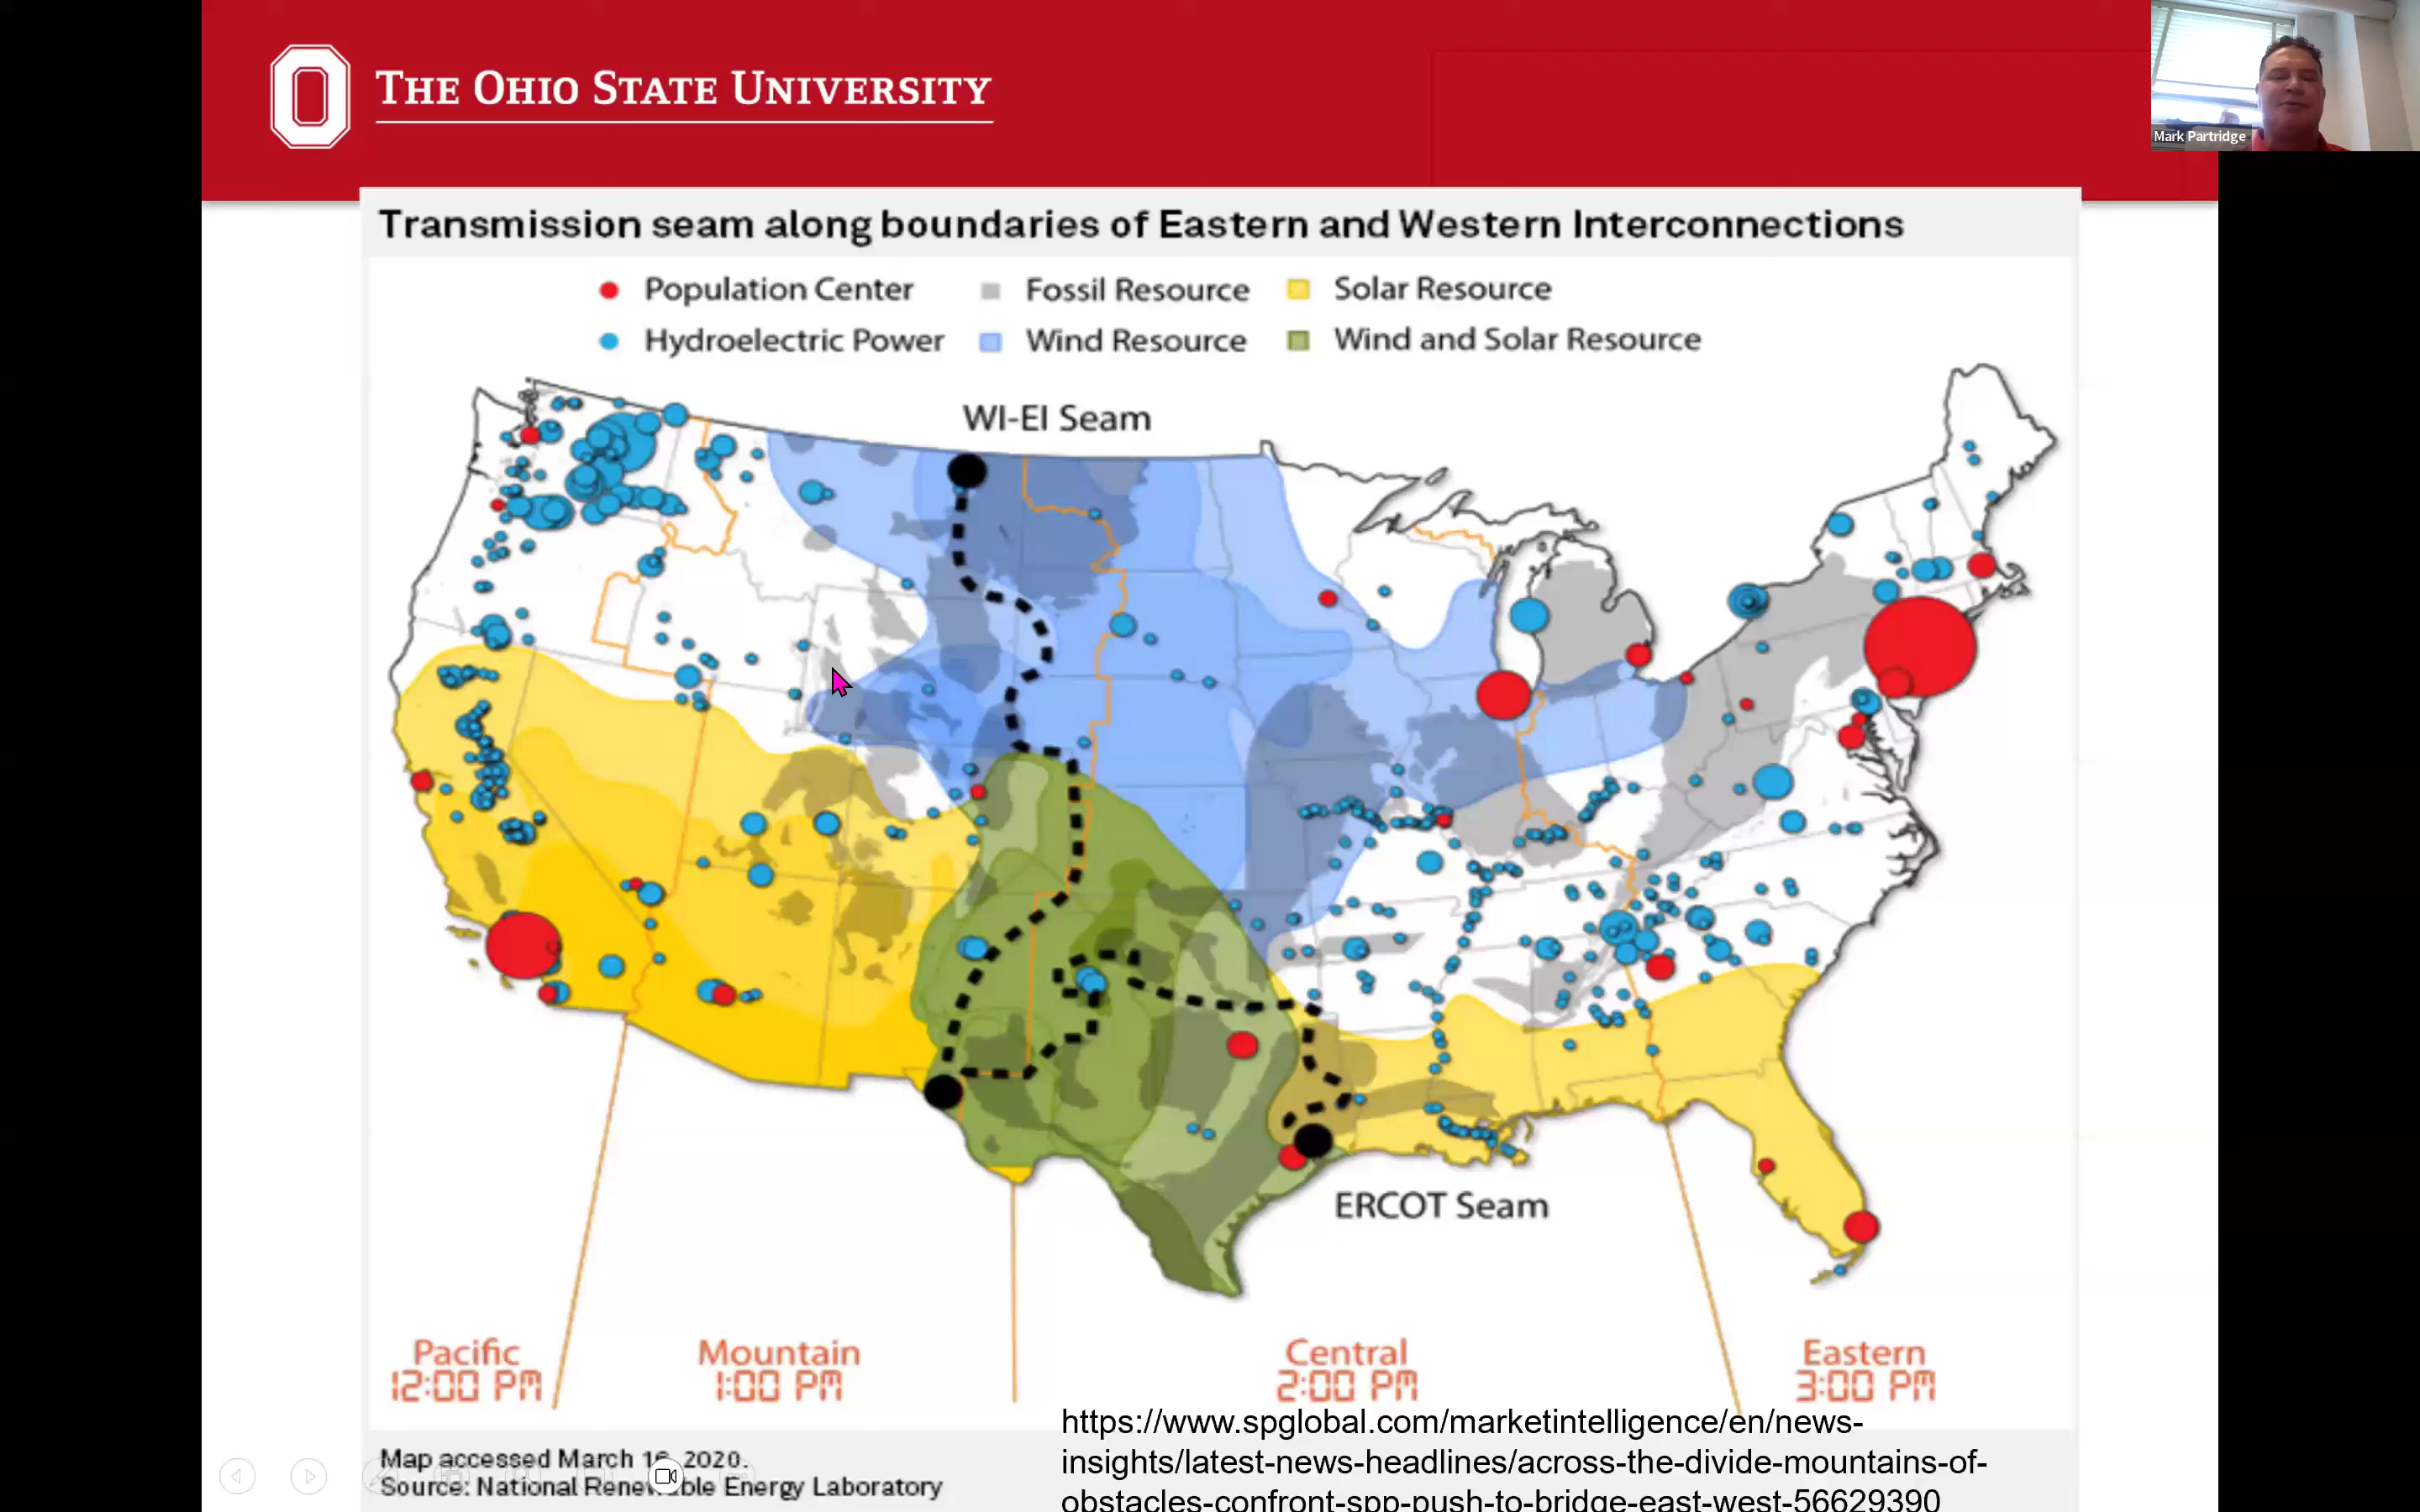 THE OHIO STATE UNIVERSITY
Mark Partridge
Transmission seam along boundaries of Eastern and Western Interconnections
Population Center
Fossil Resource
Solar Resource
Hydroelectric Power
Wind Resource
Wind and Solar Resource
WI-EI Seam
ERCOT Seam
Pacific
12:00 PM
Mountain
1:00 PM
Central
2:00 PM
Eastern
3:00 PM
https://www.spglobal.com/marketintelligence/en/news-
insights/latest-news-headlines/across-the-divide-mountains-of-
obstacles-confront-spp-push-to-bridge-east-west-56629390
Map accessed March 16, 2020.
Source: National Renewable Energy Laboratory